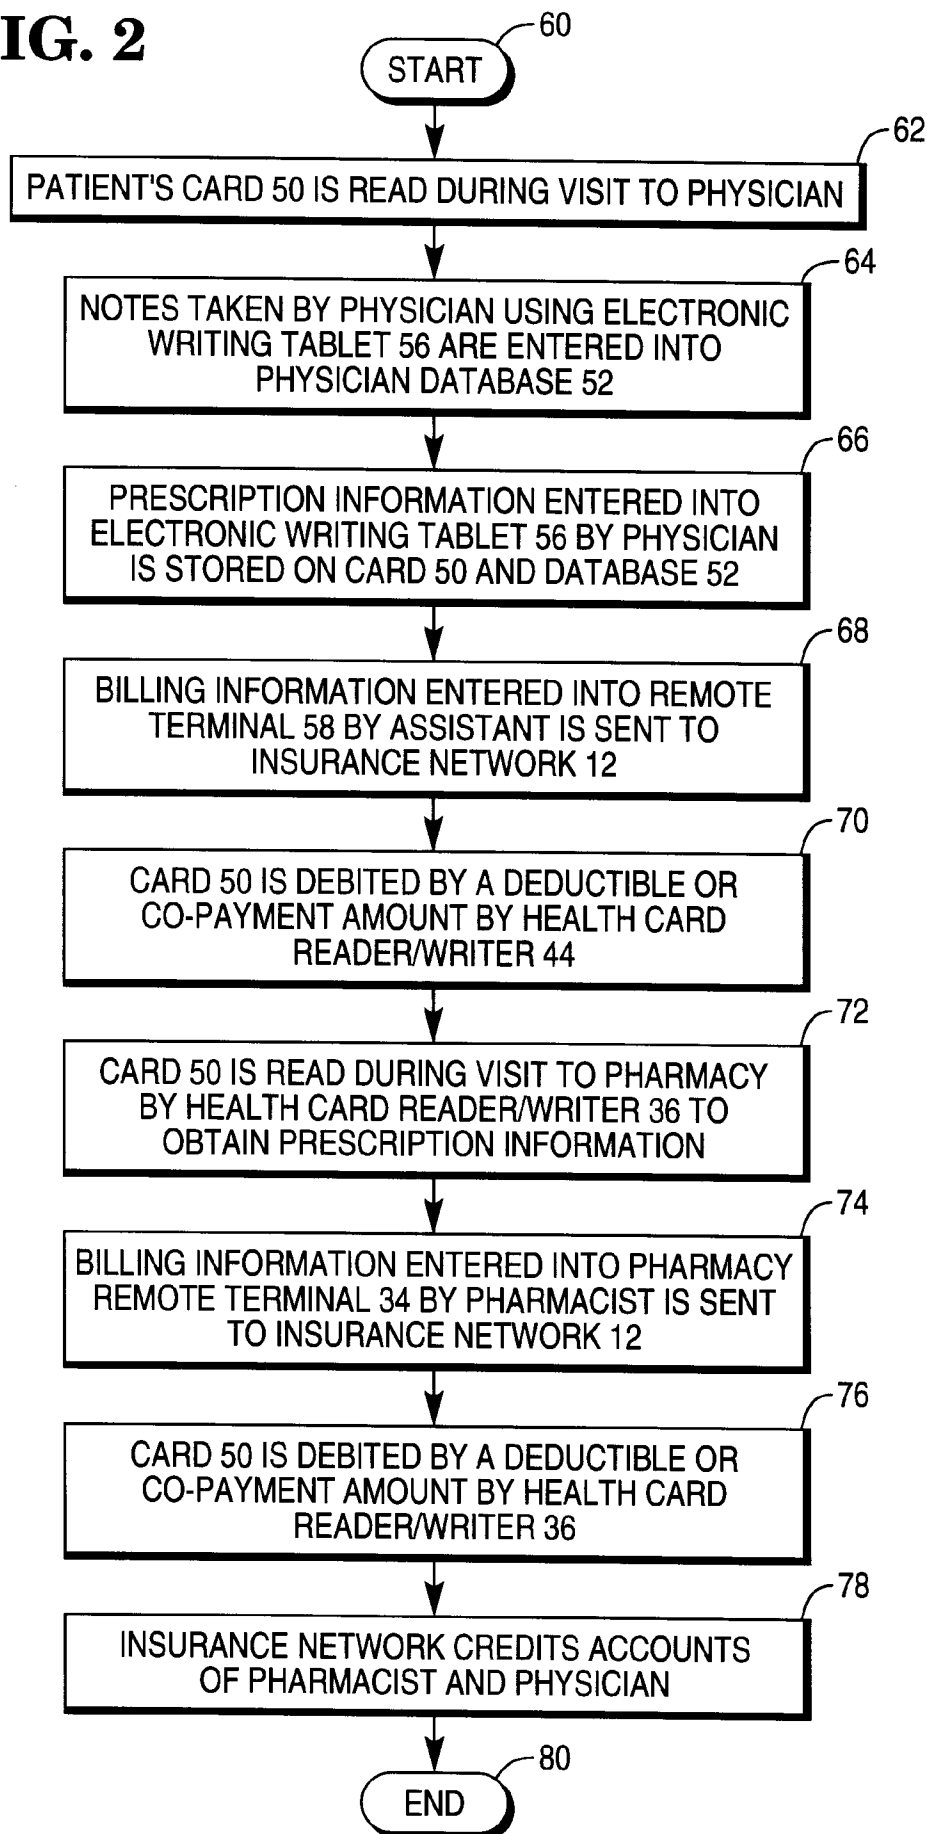 IG. 2
60
START
62
PATIENT'S CARD 50 IS READ DURING VISIT TO PHYSICIAN
64
NOTES TAKEN BY PHYSICIAN USING ELECTRONIC
WRITING TABLET 56 ARE ENTERED INTO
PHYSICIAN DATABASE 52
66
PRESCRIPTION INFORMATION ENTERED INTO
ELECTRONIC WRITING TABLET 56 BY PHYSICIAN
IS STORED ON CARD 50 AND DATABASE 52
68
BILLING INFORMATION ENTERED INTO REMOTE
TERMINAL 58 BY ASSISTANT IS SENT TO
INSURANCE NETWORK 12
70
CARD 50 IS DEBITED BY A DEDUCTIBLE OR
CO-PAYMENT AMOUNT BY HEALTH CARD
READER/WRITER 44
72
CARD 50 IS READ DURING VISIT TO PHARMACY
BY HEALTH CARD READER/WRITER 36 TO
OBTAIN PRESCRIPTION INFORMATION
74
BILLING INFORMATION ENTERED INTO PHARMACY
REMOTE TERMINAL 34 BY PHARMACIST IS SENT
TO INSURANCE NETWORK 12
76
CARD 50 IS DEBITED BY A DEDUCTIBLE OR
CO-PAYMENT AMOUNT BY HEALTH CARD
READER/WRITER 36
78
INSURANCE NETWORK CREDITS ACCOUNTS
OF PHARMACIST AND PHYSICIAN
80
END